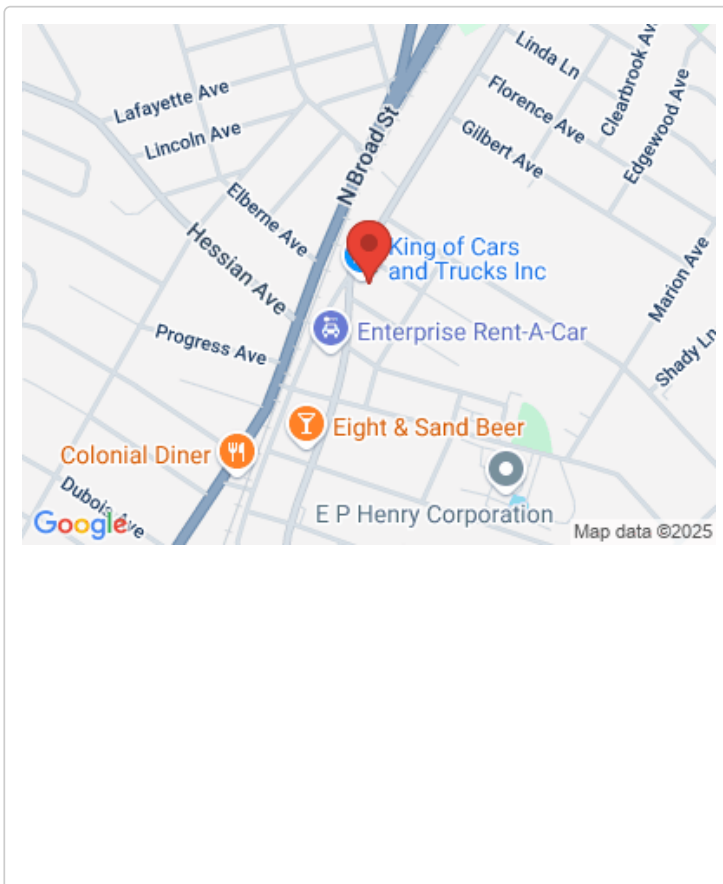 Linda Ln
Clearbrook Av
Lafayette Ave
Florence Ave
Edgewood Ave
Lincoln Ave
Gilbert Ave
N Broad St
Elberne Ave
Hessian Ave
King of Cars
and Trucks Inc
Marion Ave
Progress Ave
Enterprise Rent-A-Car
Shady Ln
Eight & Sand Beer
Colonial Diner
Dubois Ave
E P Henry Corporation
Google
Map data ©2025